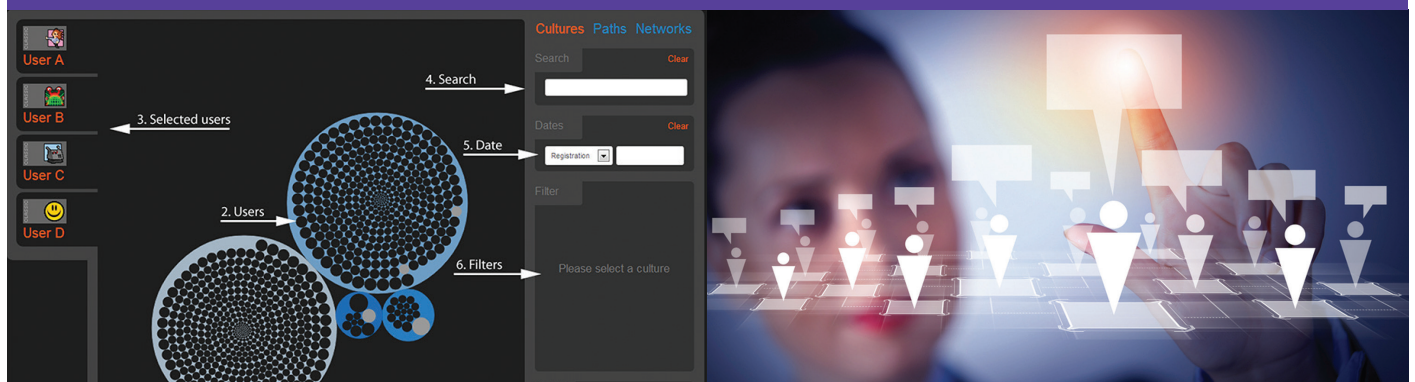 User A
User B
User C
User D
3. Selected users
2. Users
4. Search
5. Date
6. Filters
Cultures Paths Networks
Search Clear
Dates Clear
Registration
Filter
Please select a culture